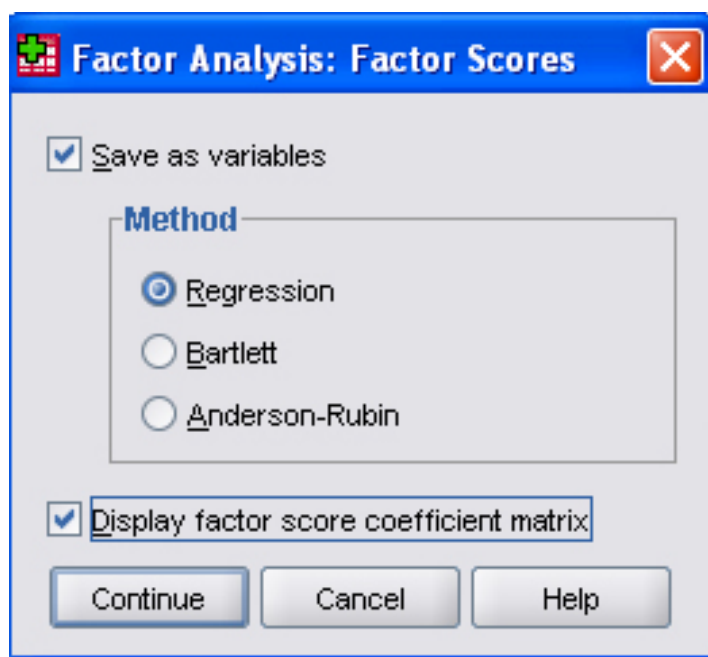 Factor Analysis: Factor Scores
Save as variables
Method
Regression
Bartlett
Anderson-Rubin
Display factor score coefficient matrix
Continue Cancel Help